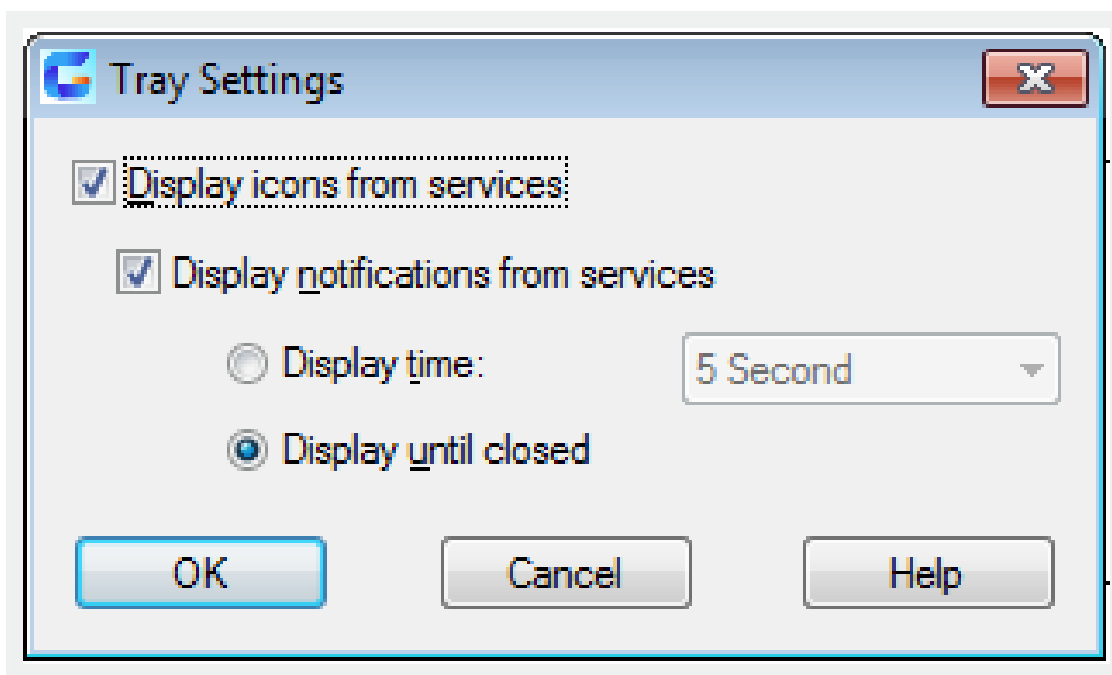 Tray Settings
Display icons from services
Display notifications from services
Display time: 5 Second
Display until closed
OK Cancel Help